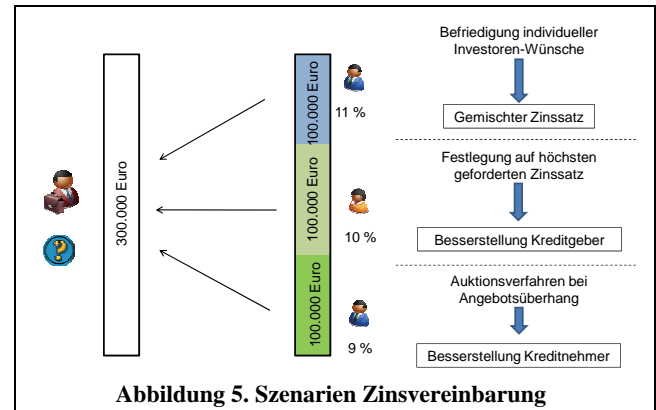 300.000 Euro
100.000 Euro
11 %
100.000 Euro
10 %
100.000 Euro
9 %
Befriedigung individueller
Investoren-Wünsche
Gemischter Zinssatz
Festlegung auf höchsten
geforderten Zinssatz
Besserstellung Kreditgeber
Auktionsverfahren bei
Angebotsüberhang
Besserstellung Kreditnehmer
?
Abbildung 5. Szenarien Zinsvereinbarung